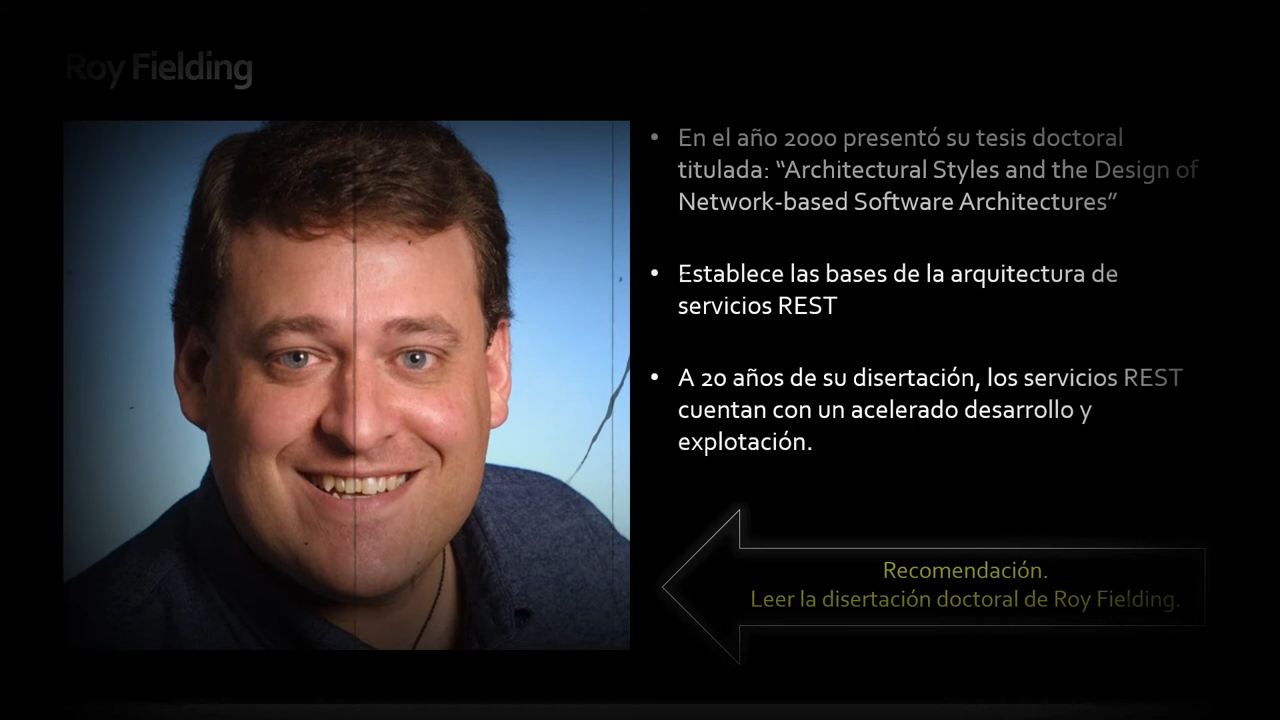 Roy Fielding
• En el año 2000 presentó su tesis doctoral
titulada: “Architectural Styles and the Design of
Network-based Software Architectures”
• Establece las bases de la arquitectura de
servicios REST
• A 20 años de su disertación, los servicios REST
cuentan con un acelerado desarrollo y
explotación.
Recomendación.
Leer la disertación doctoral de Roy Fielding.